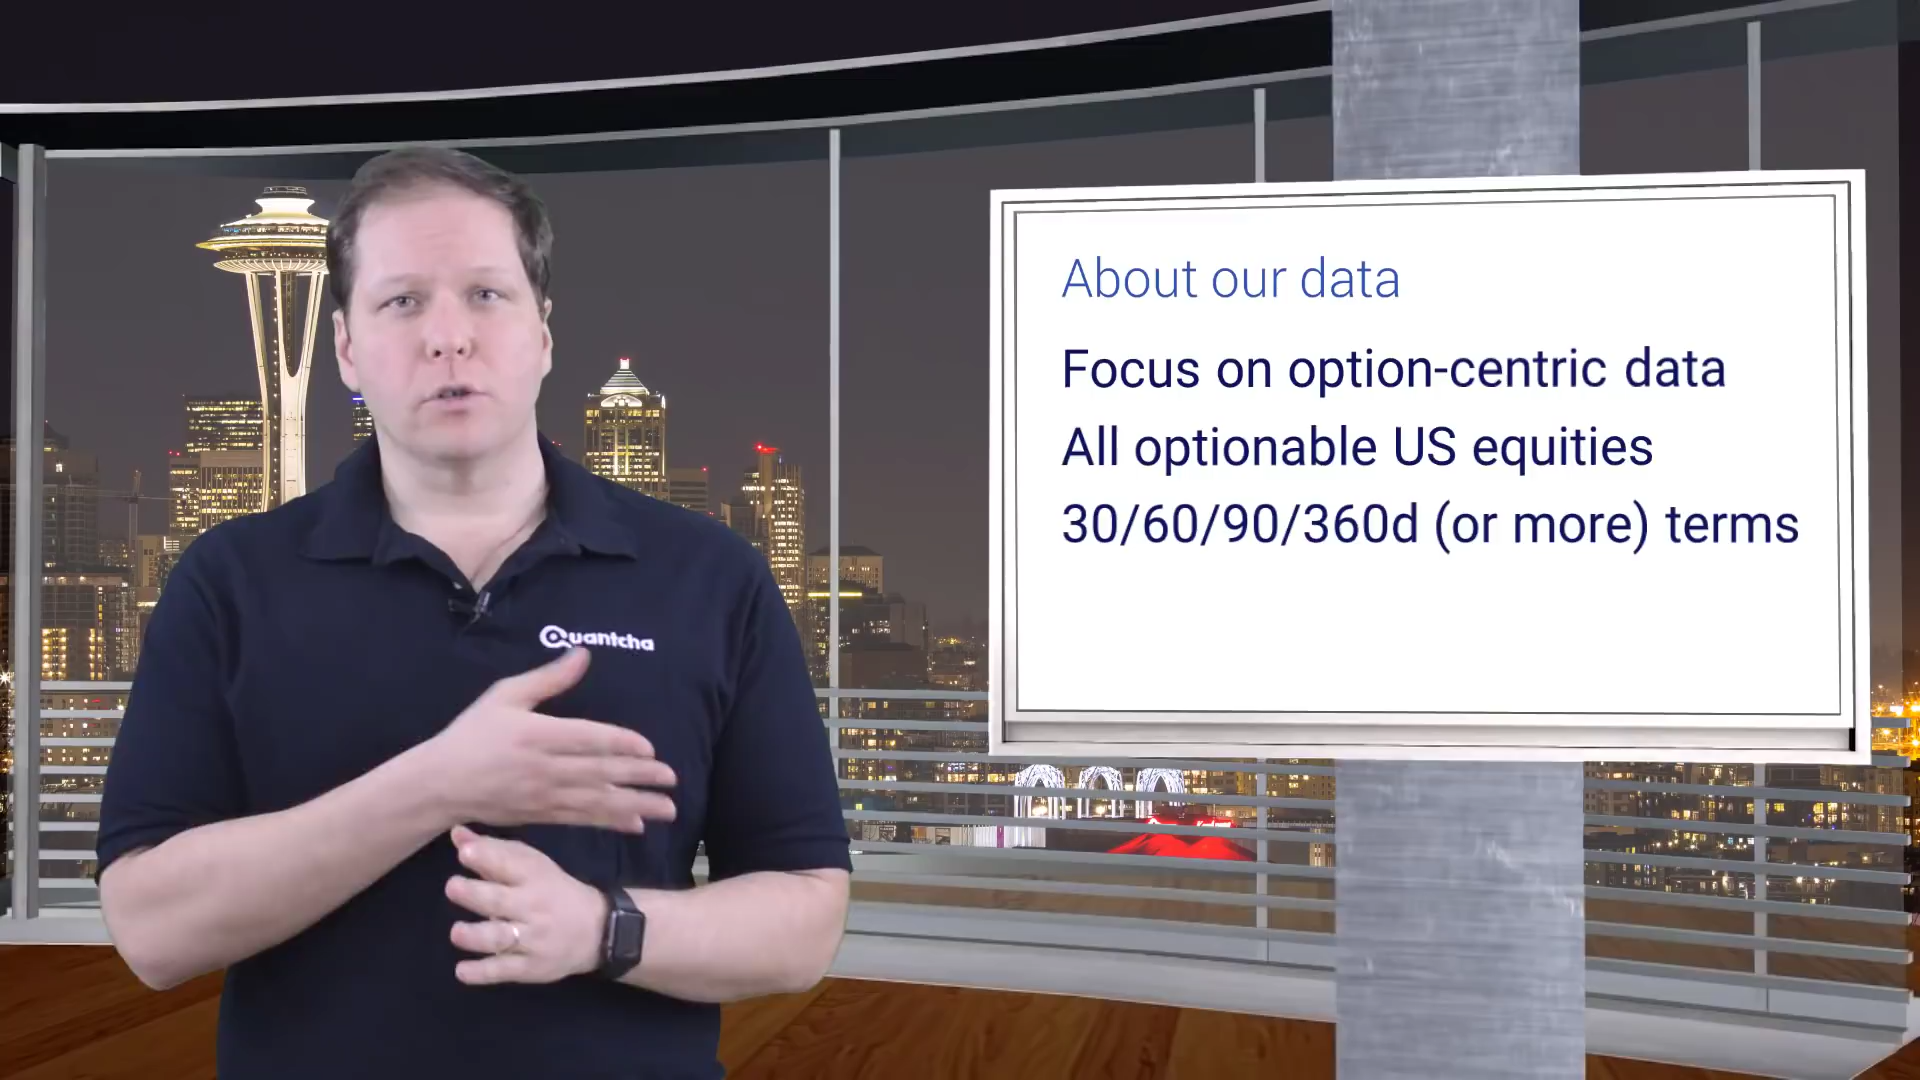 About our data
Focus on option-centric data
All optionable US equities
30/60/90/360d (or more) terms
Quantcha